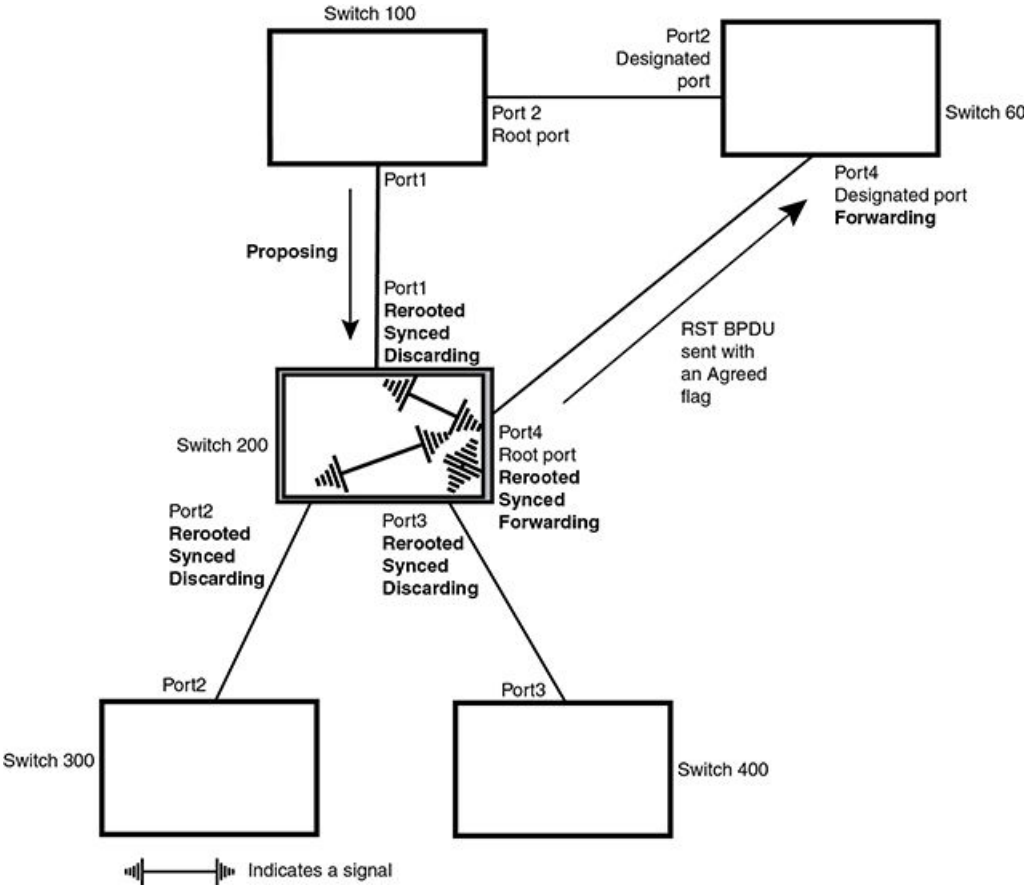 Switch 100
Port2
Designated
port
Port 2
Root port
Switch 60
Port1
Port4
Designated port
Forwarding
Proposing
Port1
Rerooted
Synced
Discarding
RST BPDU
sent with
an Agreed
flag
Switch 200
Port4
Root port
Rerooted
Synced
Forwarding
Port2
Rerooted
Synced
Discarding
Port3
Rerooted
Synced
Discarding
Port2
Port3
Switch 300
Switch 400
Indicates a signal